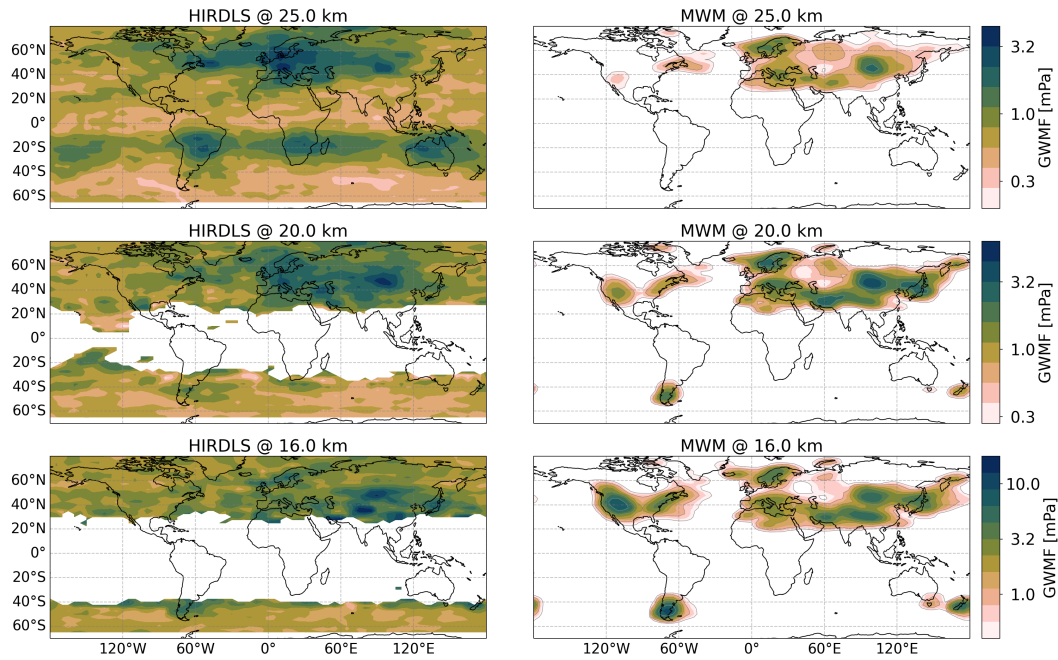 HIRDLS @ 25.0 km
MWM @ 25.0 km
60°N
40°N
20°N
0°
20°S
40°S
60°S
3.2
1.0
0.3
GWMF [mPa]
HIRDLS @ 20.0 km
MWM @ 20.0 km
60°N
40°N
20°N
0°
20°S
40°S
60°S
3.2
1.0
0.3
GWMF [mPa]
HIRDLS @ 16.0 km
MWM @ 16.0 km
60°N
40°N
20°N
0°
20°S
40°S
60°S
10.0
3.2
1.0
GWMF [mPa]
120°W 60°W 0° 60°E 120°E
120°W 60°W 0° 60°E 120°E